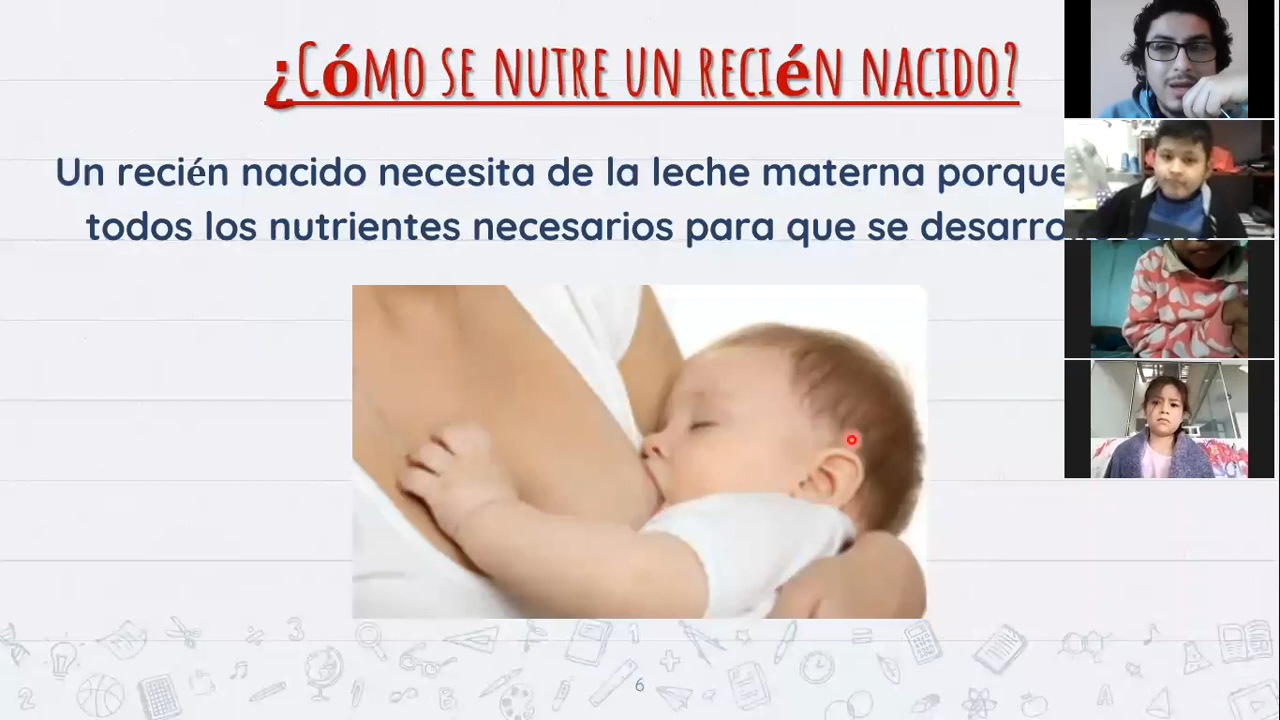 ¿CÓMO SE NUTRE UN RECIÉN NACIDO?
Un recién nacido necesita de la leche materna porque
todos los nutrientes necesarios para que se
6